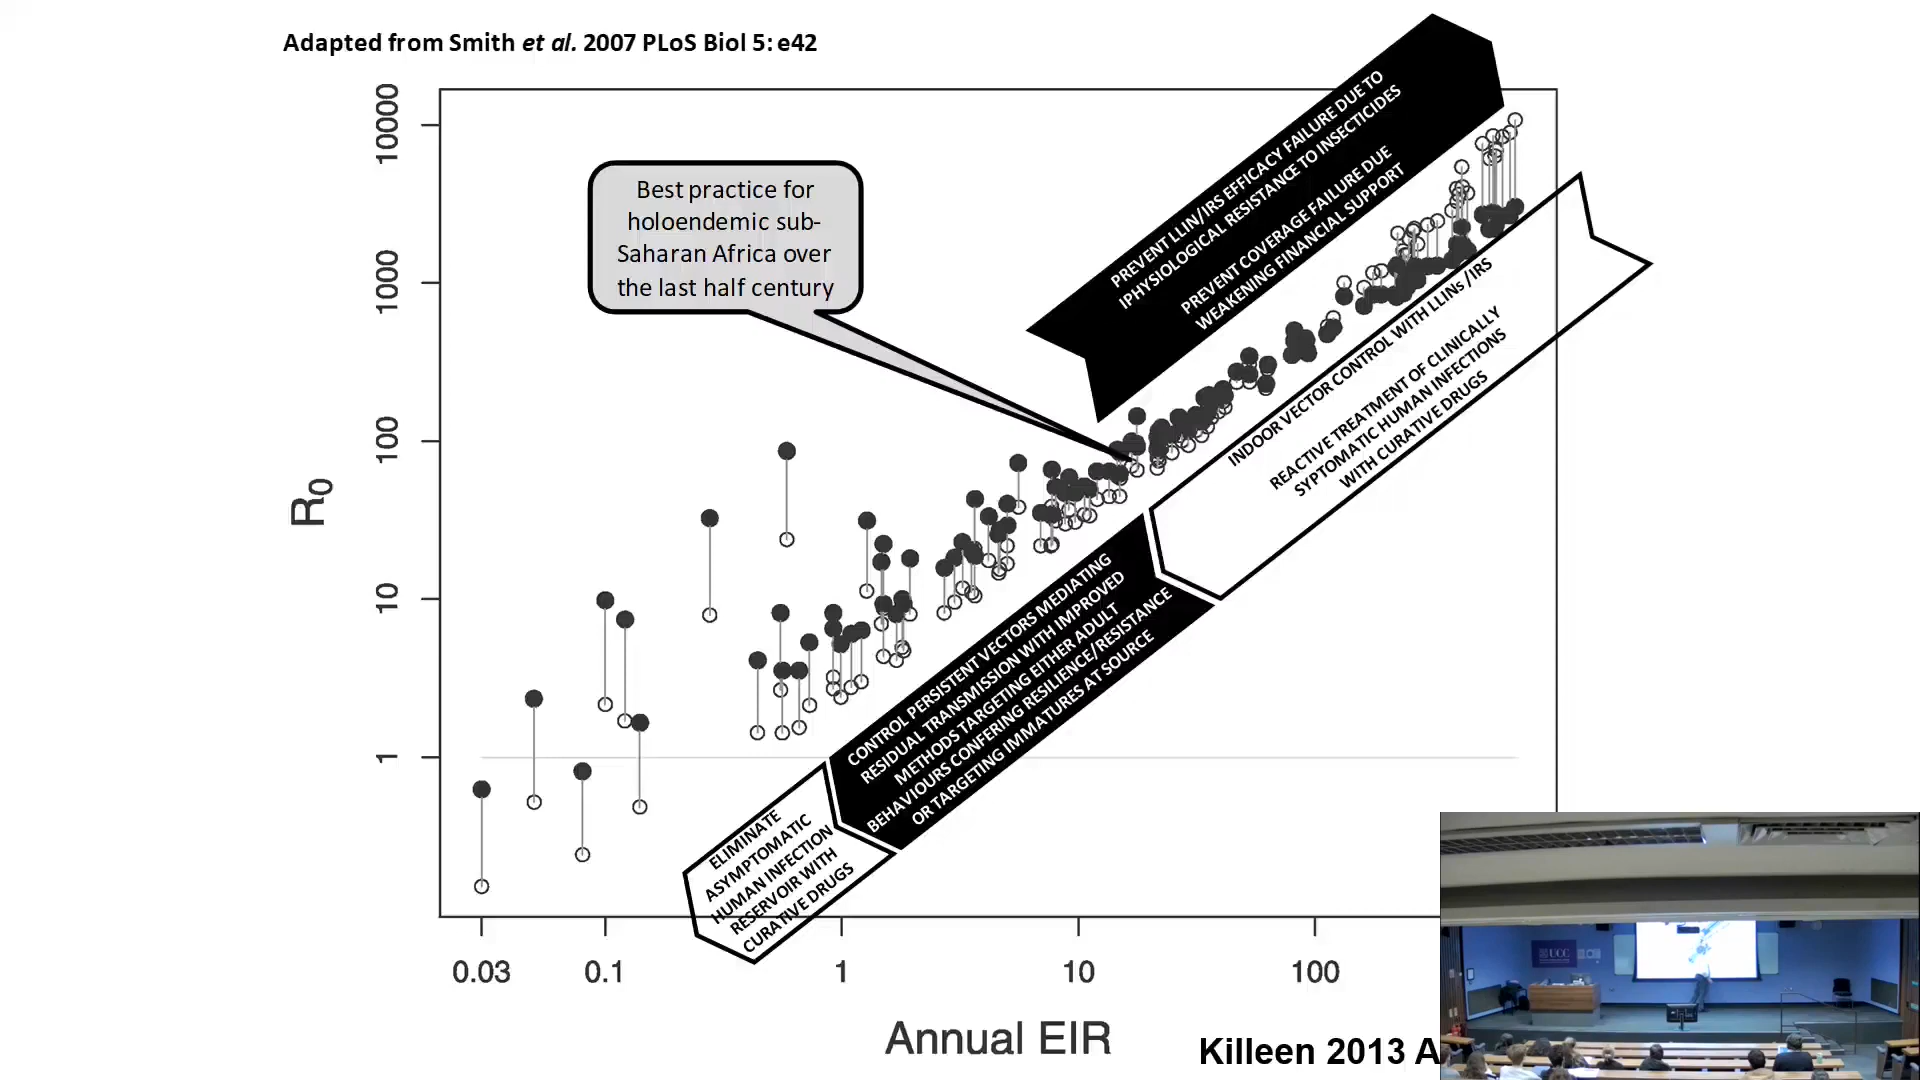 Adapted from Smith et al. 2007 PLoS Biol 5: e42
Best practice for
holoendemic sub-
Saharan Africa over
the last half century
PREVENT LLIN/IRS EFFICACY FAILURE DUE TO
IPHYSIOLOGICAL RESISTANCE TO INSECTICIDES
PREVENT COVERAGE FAILURE DUE
WEAKENING FINANCIAL SUPPORT
INDOOR VECTOR CONTROL WITH LLINs /IRS
REACTIVE TREATMENT OF CLINICALLY
SYPTOMATIC HUMAN INFECTIONS
WITH CURATIVE DRUGS
CONTROL PERSISTENT VECTORS MEDIATING
RESIDUAL TRANSMISSION WITH IMPROVED
METHODS TARGETING EITHER ADULT
BEHAVIOURS CONFERING RESILIENCE/RESISTANCE
OR TARGETING IMMATURES AT SOURCE
ELIMINATE
ASYMPTOMATIC
HUMAN INFECTION
RESERVOIR WITH
CURATIVE DRUGS
10000
1000
100
10
1
R0
0.03 0.1 1 10 100
Annual EIR
Killeen 2013 A
UCC